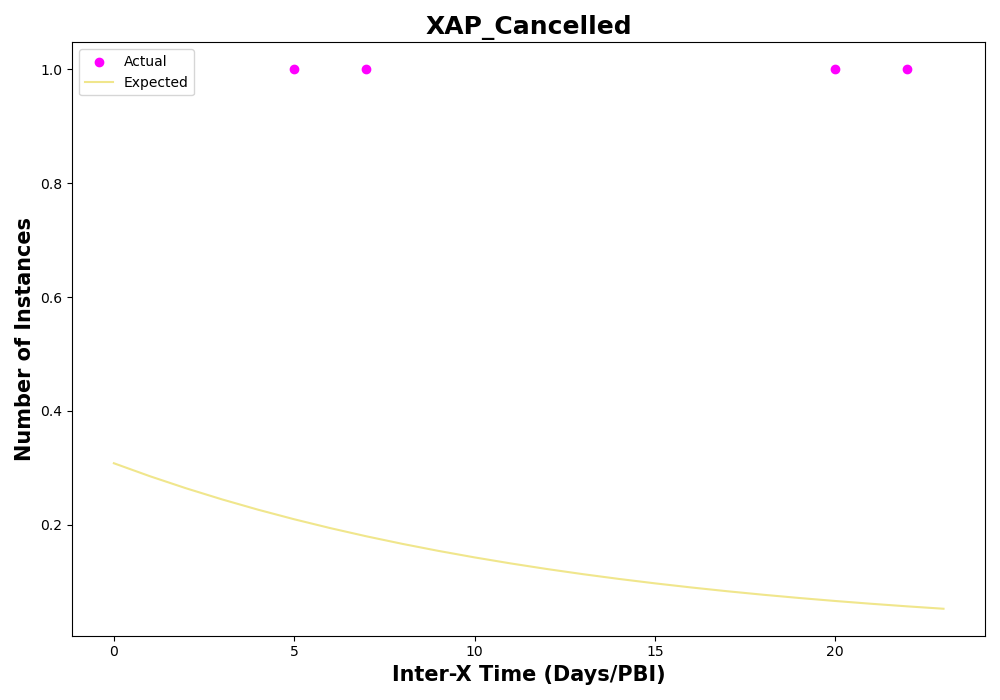 XAP_Cancelled
Actual
Expected
1.0
0.8
0.6
0.4
0.2
Number of Instances
0
5
10
15
20
Inter-X Time (Days/PBI)